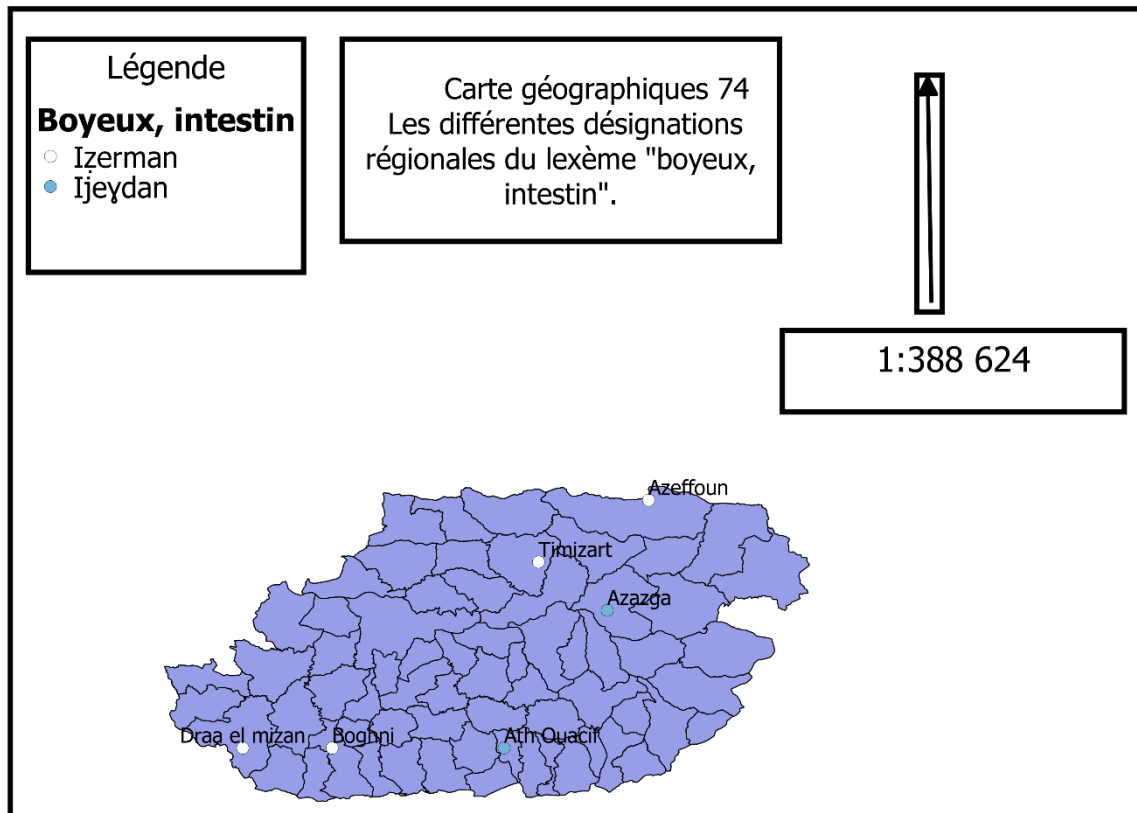 Légende
Boyeux, intestin
Iẓerman
Ijeɣdan
Carte géographiques 74
Les différentes désignations
régionales du lexème "boyeux,
intestin".
1:388 624
Azeffoun
Timizart
Azazga
Draa el mizan
Boghni
Ath Ouacif